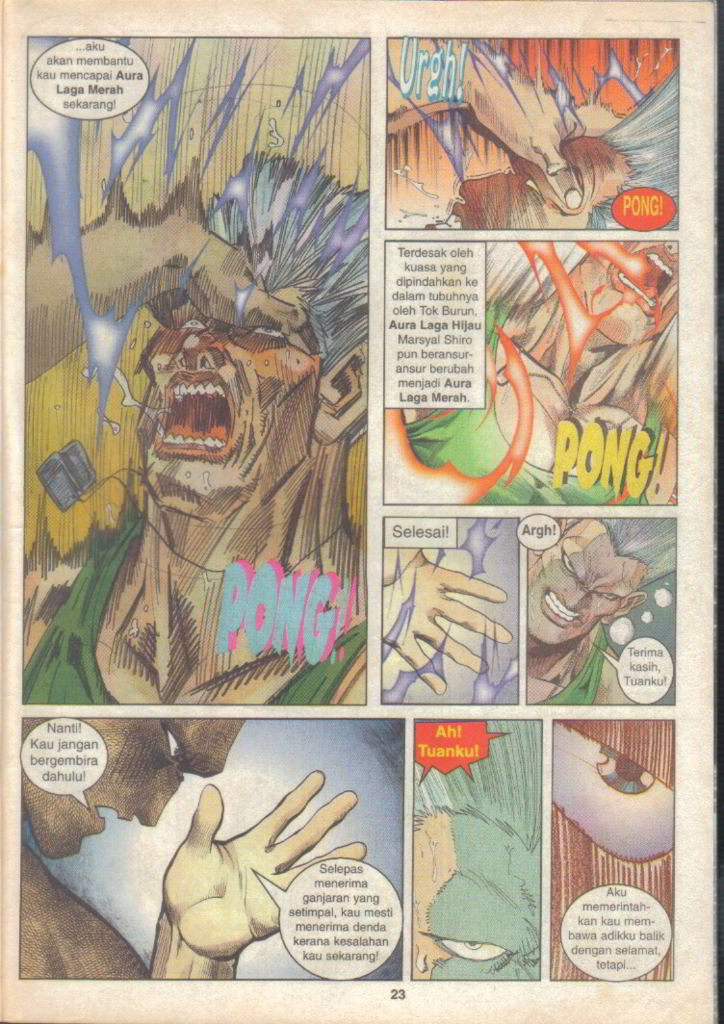 ...aku
akan membantu
kau mencapai Aura
Laga Merah
sekarang!
PONG!!
Urgh!
PONG!
Terdesak oleh
kuasa yang
dipindahkan ke
dalam tubuhnya
oleh Tok Burun,
Aura Laga Hijau
Marsyal Shiro
pun beransur-
ansur berubah
menjadi Aura
Laga Merah.
PONG!!
Selesai!
Argh!
Terima
kasih,
Tuanku!
Nanti!
Kau jangan
bergembira
dahulu!
Selepas
menerima
ganjaran yang
setimpal, kau mesti
menerima denda
kerana kesalahan
kau sekarang!
Ah!
Tuanku!
Aku
memerintah-
kan kau mem-
bawa adikku balik
dengan selamat,
tetapi...
23